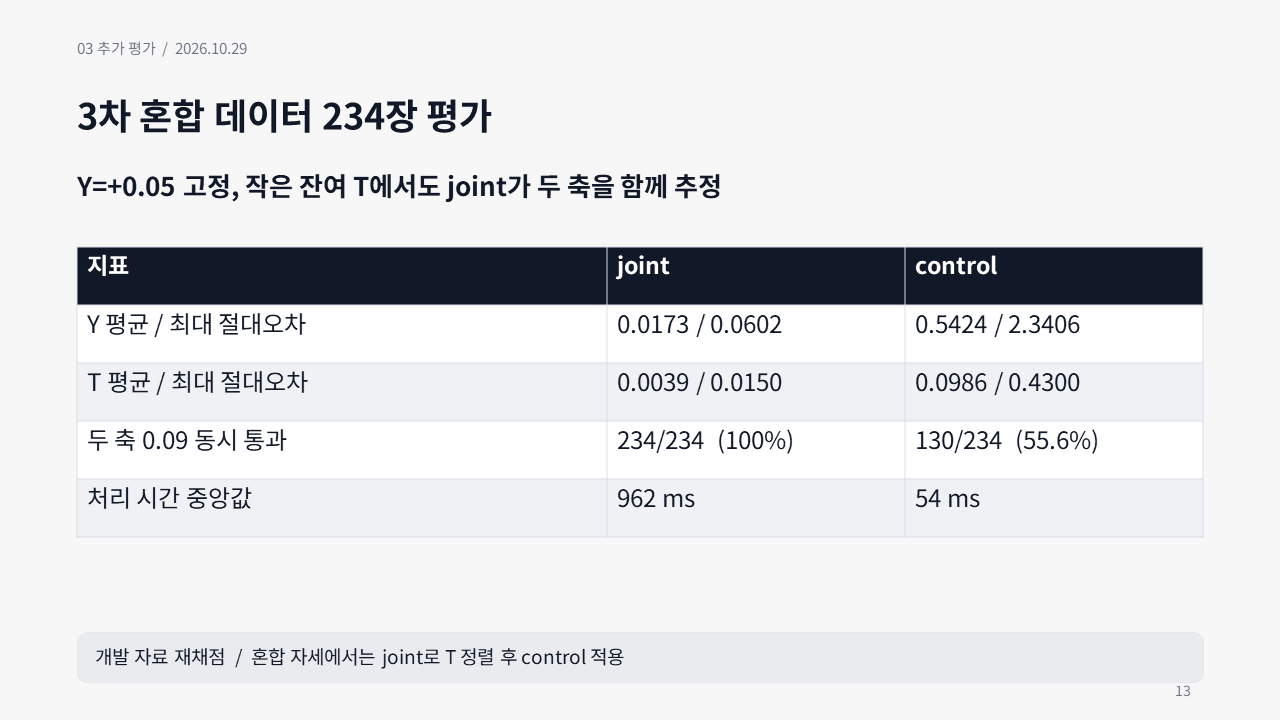 03 추가 평가 / 2026.10.29
3차 혼합 데이터 234장 평가
Y=+0.05 고정, 작은 잔여 T에서도 joint가 두 축을 함께 추정
지표 joint control
Y 평균 / 최대 절대오차 0.0173 / 0.0602 0.5424 / 2.3406
T 평균 / 최대 절대오차 0.0039 / 0.0150 0.0986 / 0.4300
두 축 0.09 동시 통과 234/234 (100%) 130/234 (55.6%)
처리 시간 중앙값 962 ms 54 ms
개발 자료 재채점 / 혼합 자세에서는 joint로 T 정렬 후 control 적용
13